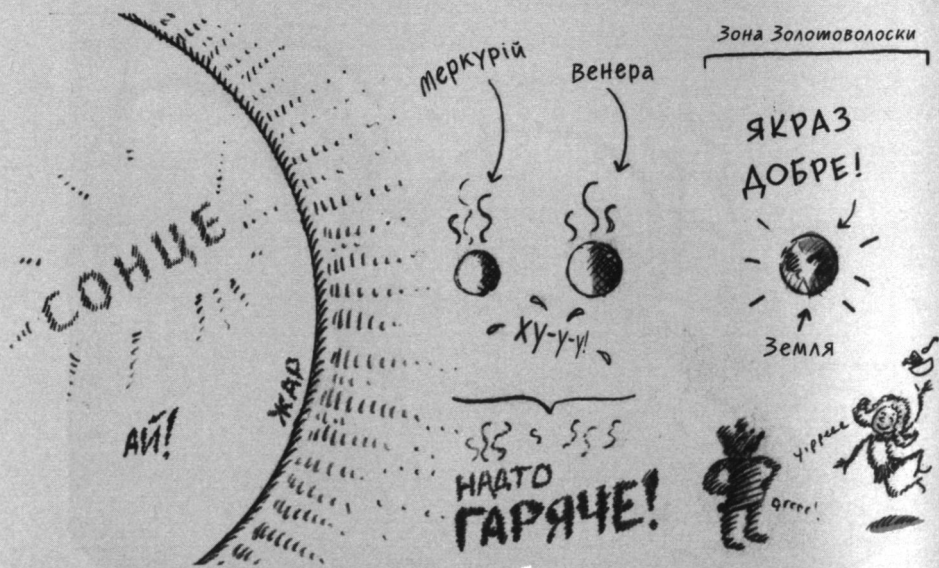 СОНЦЕ
АЙ!
ЖАР
Меркурій
Венера
ХУ-У-У!
НАДТО
ГАРЯЧЕ!
Зона Золотоволоски
ЯКРАЗ
ДОБРЕ!
Земля